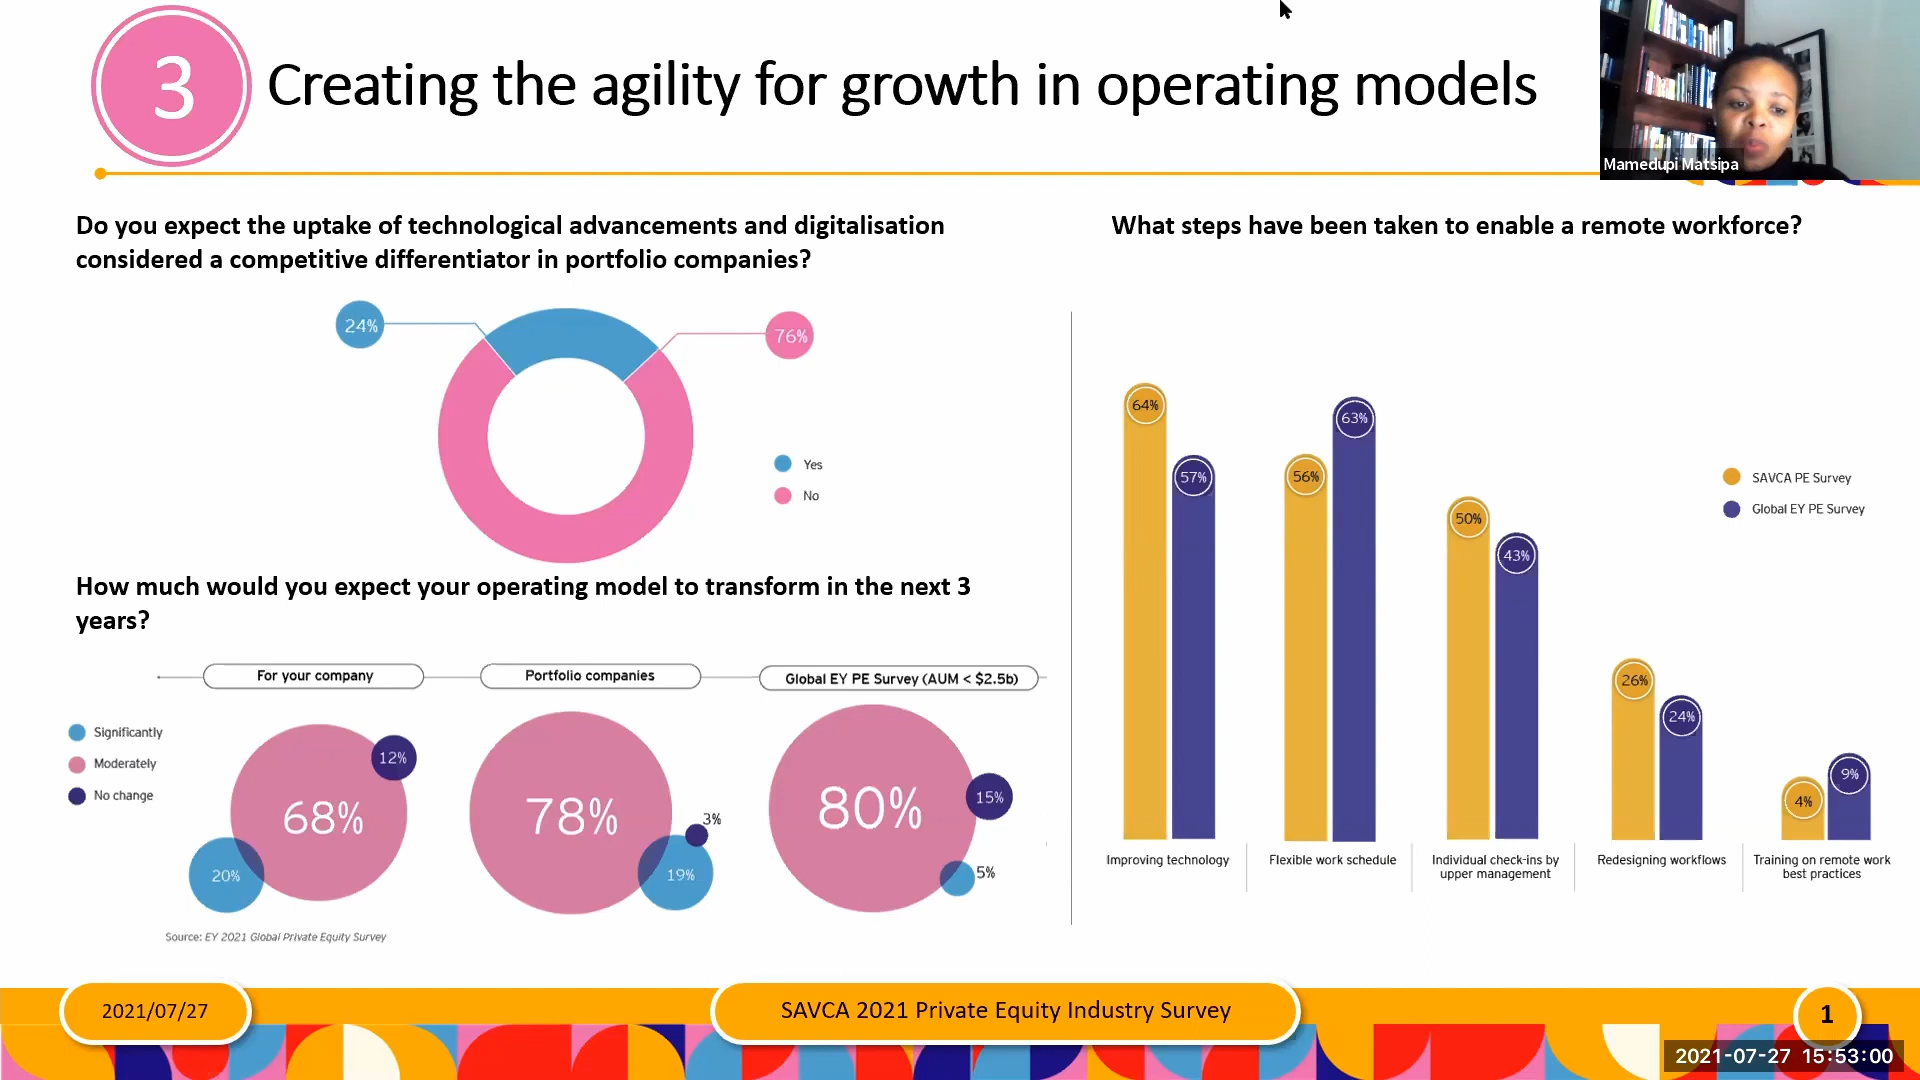 3
Creating the agility for growth in operating models
Mamedupi Matsipa
Do you expect the uptake of technological advancements and digitalisation
considered a competitive differentiator in portfolio companies?
24%
76%
Yes
No
How much would you expect your operating model to transform in the next 3
years?
For your company
Portfolio companies
Global EY PE Survey (AUM < $2.5b)
Significantly
Moderately
No change
68%
12%
20%
78%
3%
19%
80%
15%
5%
Source: EY 2021 Global Private Equity Survey
What steps have been taken to enable a remote workforce?
64%
57%
56%
63%
50%
43%
26%
24%
4%
9%
SAVCA PE Survey
Global EY PE Survey
Improving technology
Flexible work schedule
Individual check-ins by
upper management
Redesigning workflows
Training on remote work
best practices
2021/07/27
SAVCA 2021 Private Equity Industry Survey
1
2021-07-27 15:53:00